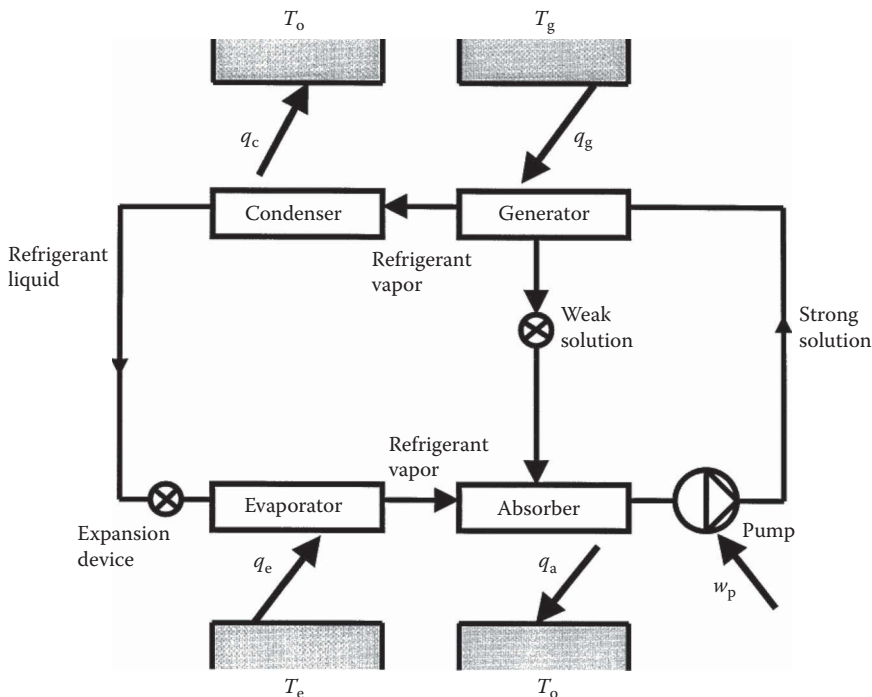 T_o
T_g
q_c
q_g
Condenser
Generator
Refrigerant
liquid
Refrigerant
vapor
Weak
solution
Strong
solution
Refrigerant
vapor
Evaporator
Absorber
Expansion
device
Pump
q_e
q_a
w_p
T_e
T_o